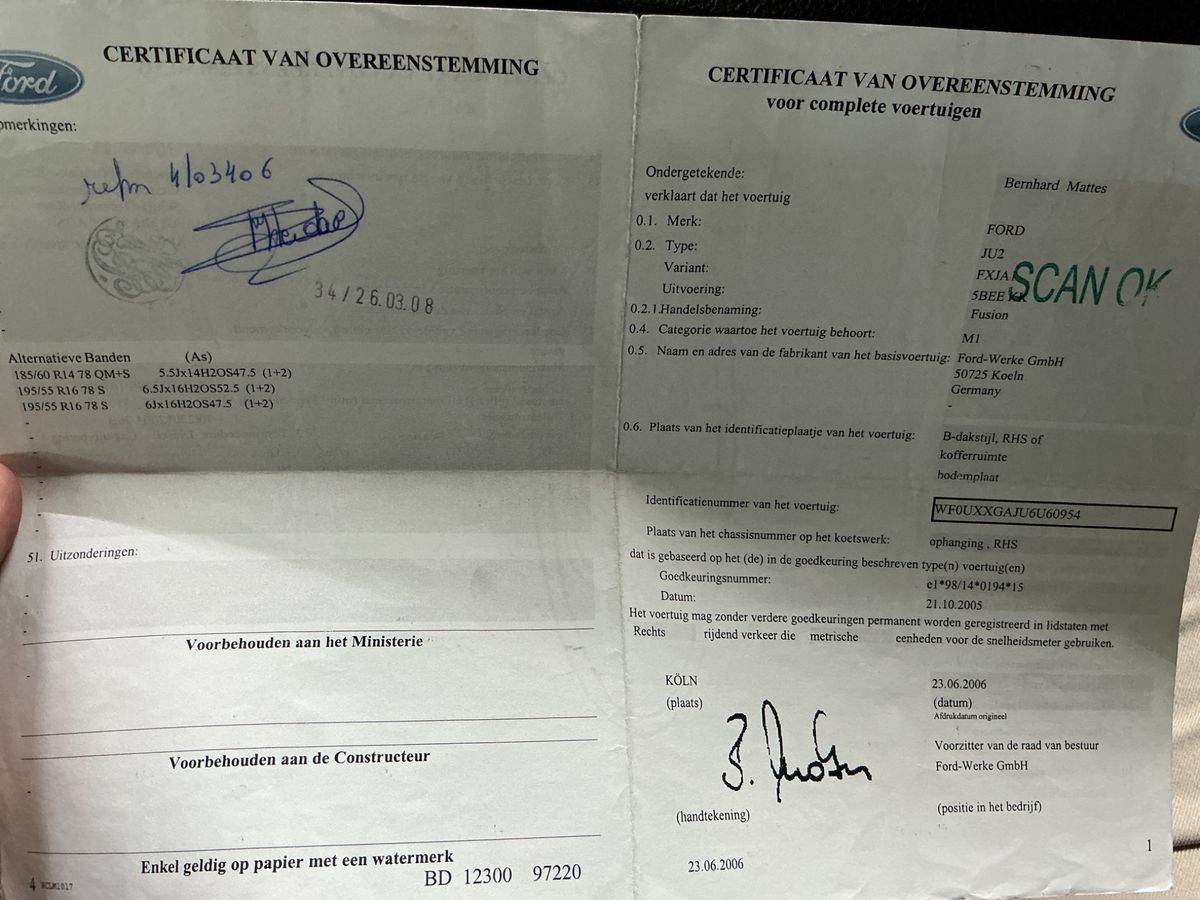 Ford
CERTIFICAAT VAN OVEREENSTEMMING
pmerkingen:
4/03406
34/26.03.08
Alternatieve Banden (As)
185/60 R14 78 QM+S 5.5Jx14H2OS47.5 (1+2)
195/55 R16 78 S 6.5Jx16H2OS52.5 (1+2)
195/55 R16 78 S 6Jx16H2OS47.5 (1+2)
-
-
-
-
-
51. Uitzonderingen:
-
-
Voorbehouden aan het Ministerie
-
Voorbehouden aan de Constructeur
-
Enkel geldig op papier met een watermerk
BD 12300 97220
4
CERTIFICAAT VAN OVEREENSTEMMING
voor complete voertuigen
Ondergetekende: Bernhard Mattes
verklaart dat het voertuig
0.1. Merk: FORD
0.2. Type: JU2
Variant: FXJA
SCAN OK
Uitvoering: 5BEE
0.2.1.Handelsbenaming: Fusion
0.4. Categorie waartoe het voertuig behoort: M1
0.5. Naam en adres van de fabrikant van het basisvoertuig: Ford-Werke GmbH
50725 Koeln
Germany
-
0.6. Plaats van het identificatieplaatje van het voertuig: B-dakstijl, RHS of
kofferruimte
bodemplaat
Identificatienummer van het voertuig: WF0UXXGAJU6U60954
Plaats van het chassisnummer op het koetswerk: ophanging , RHS
dat is gebaseerd op het (de) in de goedkeuring beschreven type(n) voertuig(en)
Goedkeuringsnummer: e1*98/14*0194*15
Datum: 21.10.2005
Het voertuig mag zonder verdere goedkeuringen permanent worden geregistreerd in lidstaten met
Rechts rijdend verkeer die metrische eenheden voor de snelheidsmeter gebruiken.
KÖLN 23.06.2006
(plaats) (datum)
Afdrukdatum origineel
Voorzitter van de raad van bestuur
Ford-Werke GmbH
(handtekening) (positie in het bedrijf)
23.06.2006
1